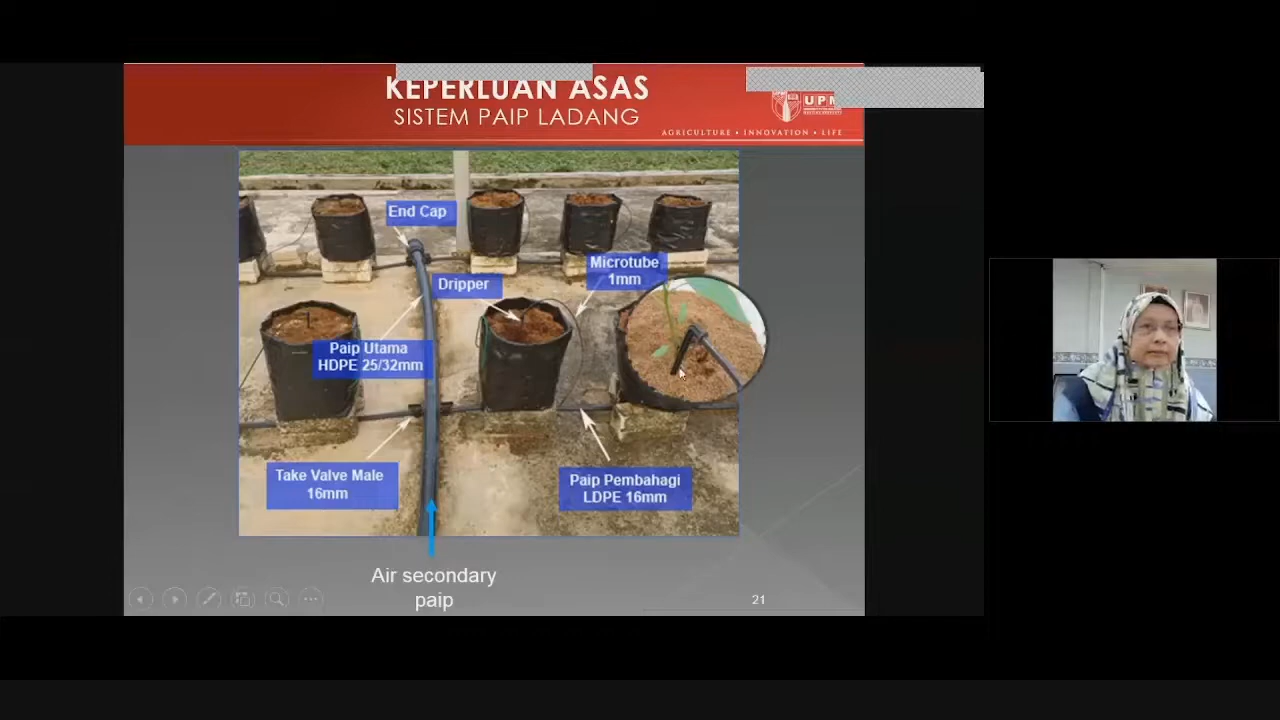 KEPERLUAN ASAS
SISTEM PAIP LADANG
UPM
AGRICULTURE • INNOVATION • LIFE
End Cap
Dripper
Microtube
1mm
Paip Utama
HDPE 25/32mm
Take Valve Male
16mm
Paip Pembahagi
LDPE 16mm
Air secondary
paip
21